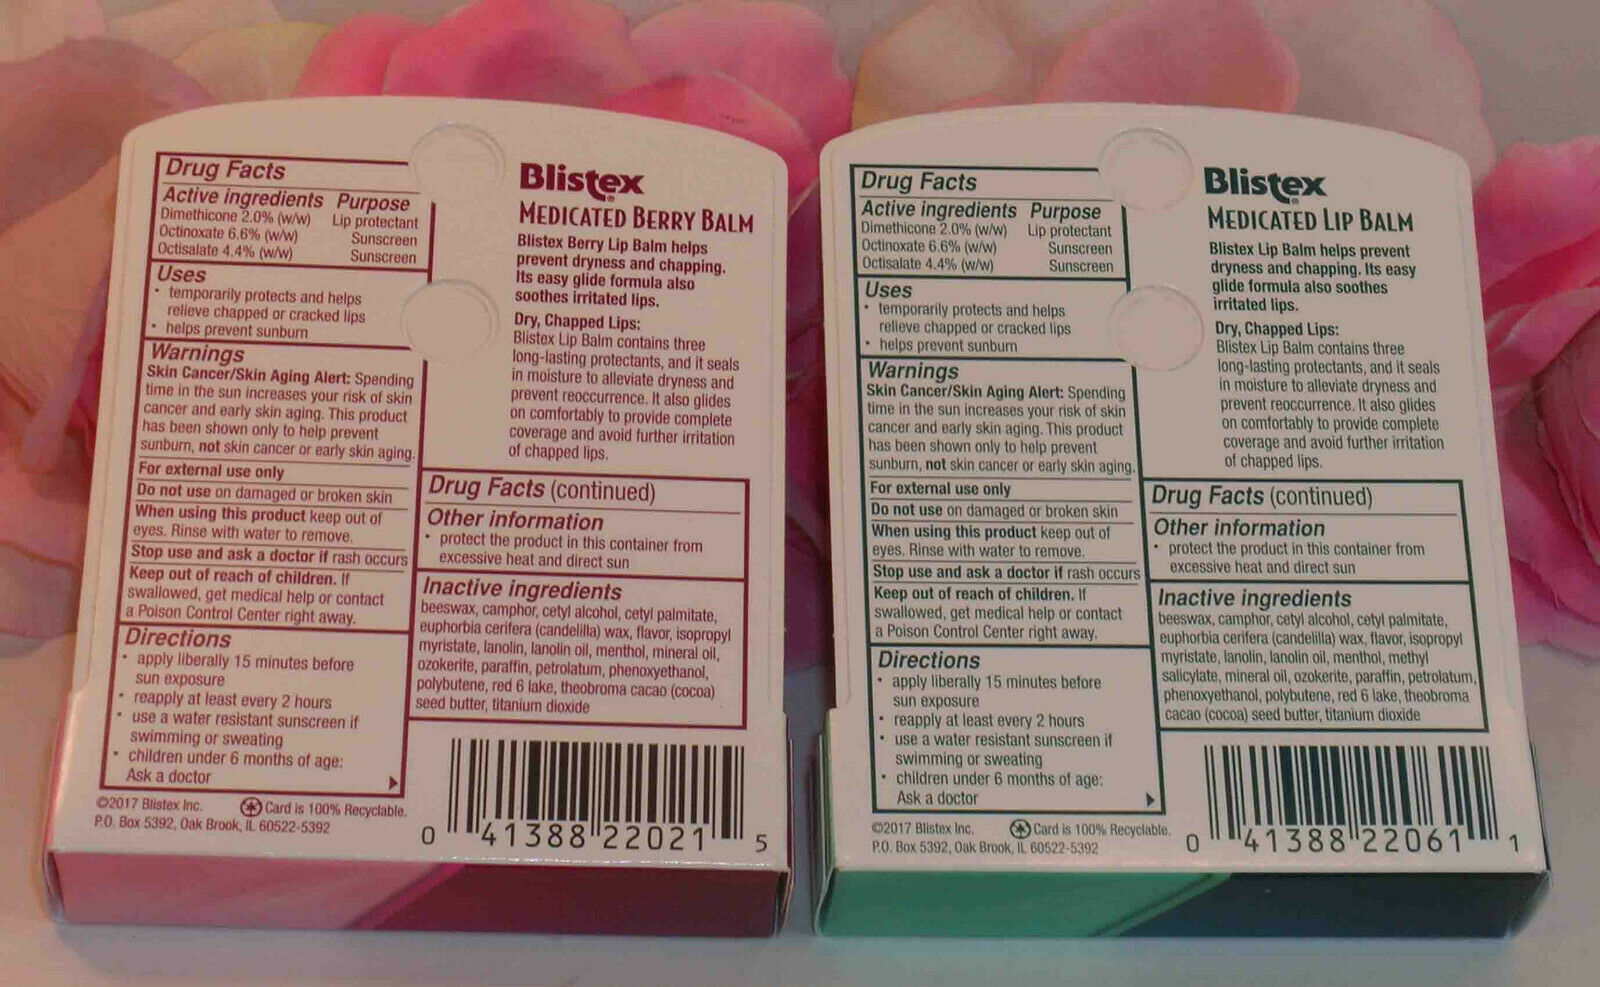 Drug Facts
Active ingredients Purpose
Dimethicone 2.0% (w/w) Lip protectant
Octinoxate 6.6% (w/w) Sunscreen
Octisalate 4.4% (w/w) Sunscreen
Uses
• temporarily protects and helps
relieve chapped or cracked lips
• helps prevent sunburn
Warnings
Skin Cancer/Skin Aging Alert: Spending
time in the sun increases your risk of skin
cancer and early skin aging. This product
has been shown only to help prevent
sunburn, not skin cancer or early skin aging.
For external use only
Do not use on damaged or broken skin
When using this product keep out of
eyes. Rinse with water to remove.
Stop use and ask a doctor if rash occurs
Keep out of reach of children. If
swallowed, get medical help or contact
a Poison Control Center right away.
Directions
• apply liberally 15 minutes before
sun exposure
• reapply at least every 2 hours
• use a water resistant sunscreen if
swimming or sweating
• children under 6 months of age:
Ask a doctor
©2017 Blistex Inc. Card is 100% Recyclable.
P.O. Box 5392, Oak Brook, IL 60522-5392
Blistex®
MEDICATED BERRY BALM
Blistex Berry Lip Balm helps
prevent dryness and chapping.
Its easy glide formula also
soothes irritated lips.
Dry, Chapped Lips:
Blistex Lip Balm contains three
long-lasting protectants, and it seals
in moisture to alleviate dryness and
prevent reoccurrence. It also glides
on comfortably to provide complete
coverage and avoid further irritation
of chapped lips.
Drug Facts (continued)
Other information
• protect the product in this container from
excessive heat and direct sun
Inactive ingredients
beeswax, camphor, cetyl alcohol, cetyl palmitate,
euphorbia cerifera (candelilla) wax, flavor, isopropyl
myristate, lanolin, lanolin oil, menthol, mineral oil,
ozokerite, paraffin, petrolatum, phenoxyethanol,
polybutene, red 6 lake, theobroma cacao (cocoa)
seed butter, titanium dioxide
0 41388 22021 5
Drug Facts
Active ingredients Purpose
Dimethicone 2.0% (w/w) Lip protectant
Octinoxate 6.6% (w/w) Sunscreen
Octisalate 4.4% (w/w) Sunscreen
Uses
• temporarily protects and helps
relieve chapped or cracked lips
• helps prevent sunburn
Warnings
Skin Cancer/Skin Aging Alert: Spending
time in the sun increases your risk of skin
cancer and early skin aging. This product
has been shown only to help prevent
sunburn, not skin cancer or early skin aging.
For external use only
Do not use on damaged or broken skin
When using this product keep out of
eyes. Rinse with water to remove.
Stop use and ask a doctor if rash occurs
Keep out of reach of children. If
swallowed, get medical help or contact
a Poison Control Center right away.
Directions
• apply liberally 15 minutes before
sun exposure
• reapply at least every 2 hours
• use a water resistant sunscreen if
swimming or sweating
• children under 6 months of age:
Ask a doctor
©2017 Blistex Inc. Card is 100% Recyclable.
P.O. Box 5392, Oak Brook, IL 60522-5392
Blistex®
MEDICATED LIP BALM
Blistex Lip Balm helps prevent
dryness and chapping. Its easy
glide formula also soothes
irritated lips.
Dry, Chapped Lips:
Blistex Lip Balm contains three
long-lasting protectants, and it seals
in moisture to alleviate dryness and
prevent reoccurrence. It also glides
on comfortably to provide complete
coverage and avoid further irritation
of chapped lips.
Drug Facts (continued)
Other information
• protect the product in this container from
excessive heat and direct sun
Inactive ingredients
beeswax, camphor, cetyl alcohol, cetyl palmitate,
euphorbia cerifera (candelilla) wax, flavor, isopropyl
myristate, lanolin, lanolin oil, menthol, methyl
salicylate, mineral oil, ozokerite, paraffin, petrolatum,
phenoxyethanol, polybutene, red 6 lake, theobroma
cacao (cocoa) seed butter, titanium dioxide
0 41388 22061 1